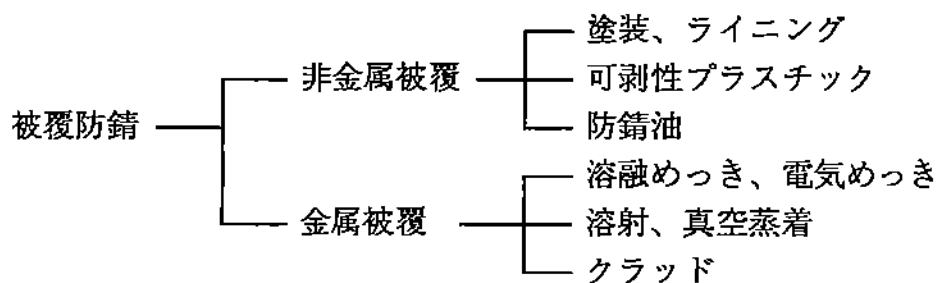 塗装、ライニング
非金属被覆
可剥性プラスチック
被覆防錆
防錆油
溶融めっき、電気めっき
金属被覆
溶射、真空蒸着
クラッド